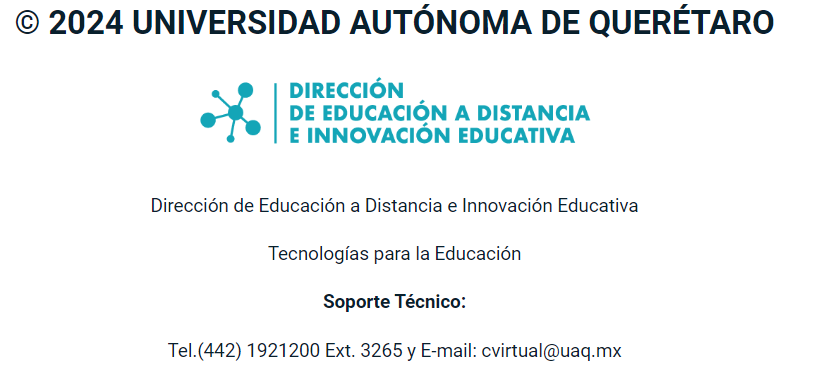 © 2024 UNIVERSIDAD AUTÓNOMA DE QUERÉTARO
DIRECCIÓN
DE EDUCACIÓN A DISTANCIA
E INNOVACIÓN EDUCATIVA
Dirección de Educación a Distancia e Innovación Educativa
Tecnologías para la Educación
Soporte Técnico:
Tel.(442) 1921200 Ext. 3265 y E-mail: cvirtual@uaq.mx